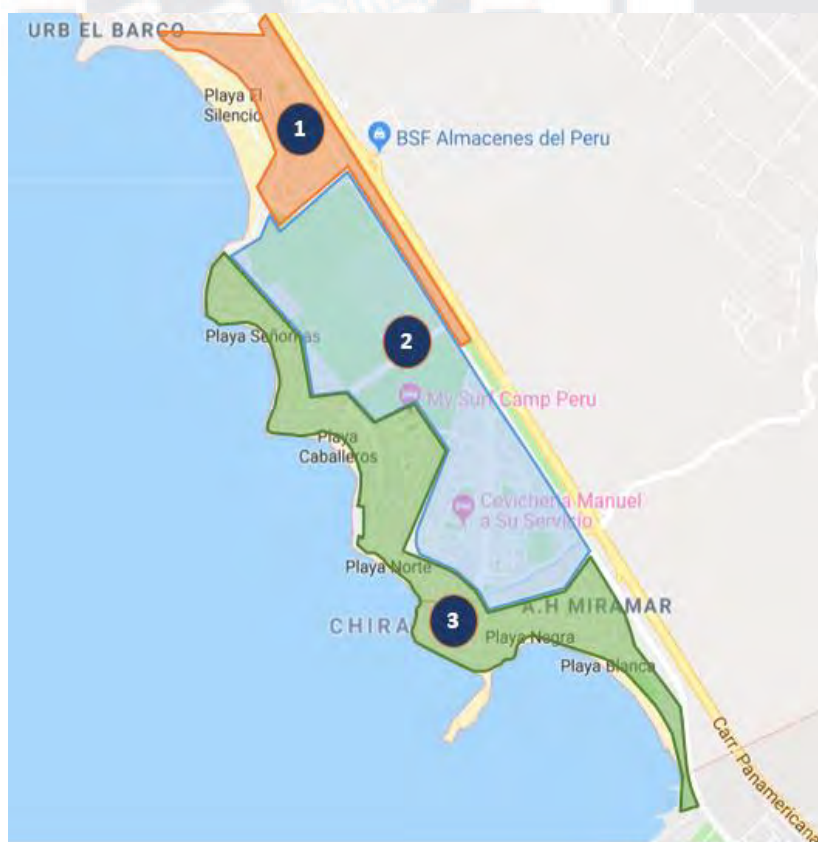 URB EL BARCO
Playa El
Silencio
1
BSF Almacenes del Peru
2
Playa Señoritas
My Surf Camp Peru
Playa
Caballeros
Cevicheria Manuel
a Su Servicio
Playa Norte
A.H MIRAMAR
CHIRA
3
Playa Negra
Playa Blanca
Carr. Panamericana